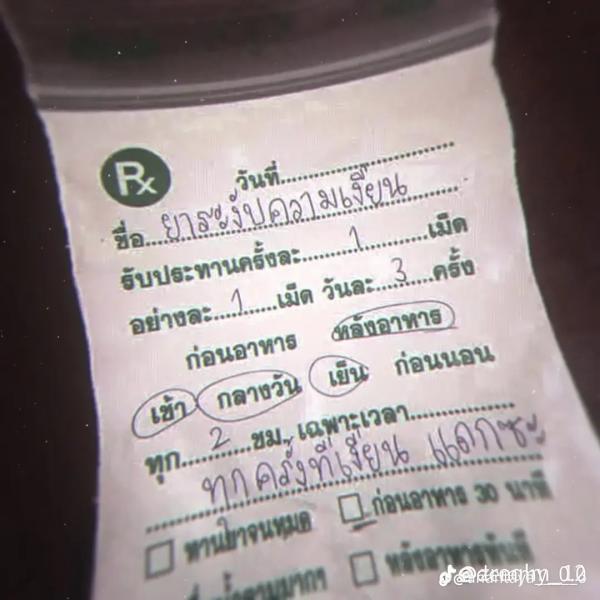 Rx
วันที่
ชื่อ ยาระงับความเงี่ยน
รับประทานครั้งละ 1 เม็ด
อย่างละ 1 เม็ด วันละ 3 ครั้ง
ก่อนอาหาร หลังอาหาร
เช้า กลางวัน เย็น ก่อนนอน
ทุก 2 ชม. เฉพาะเวลา
ทุกครั้งที่เงี่ยน แดกซะ
ทานยาจนหมด ก่อนอาหาร 30 นาที
หลังอาหารทันที